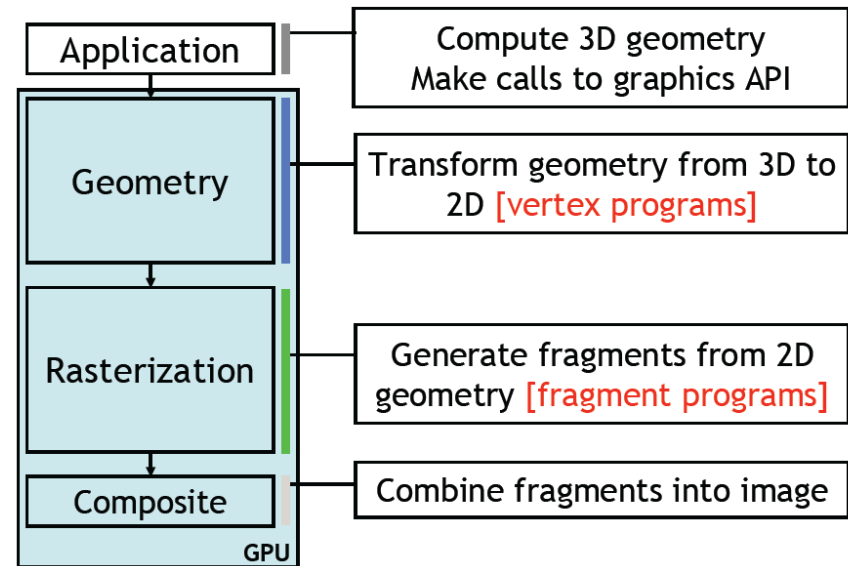 Application
Compute 3D geometry
Make calls to graphics API
Geometry
Transform geometry from 3D to
2D [vertex programs]
Rasterization
Generate fragments from 2D
geometry [fragment programs]
Composite
Combine fragments into image
GPU